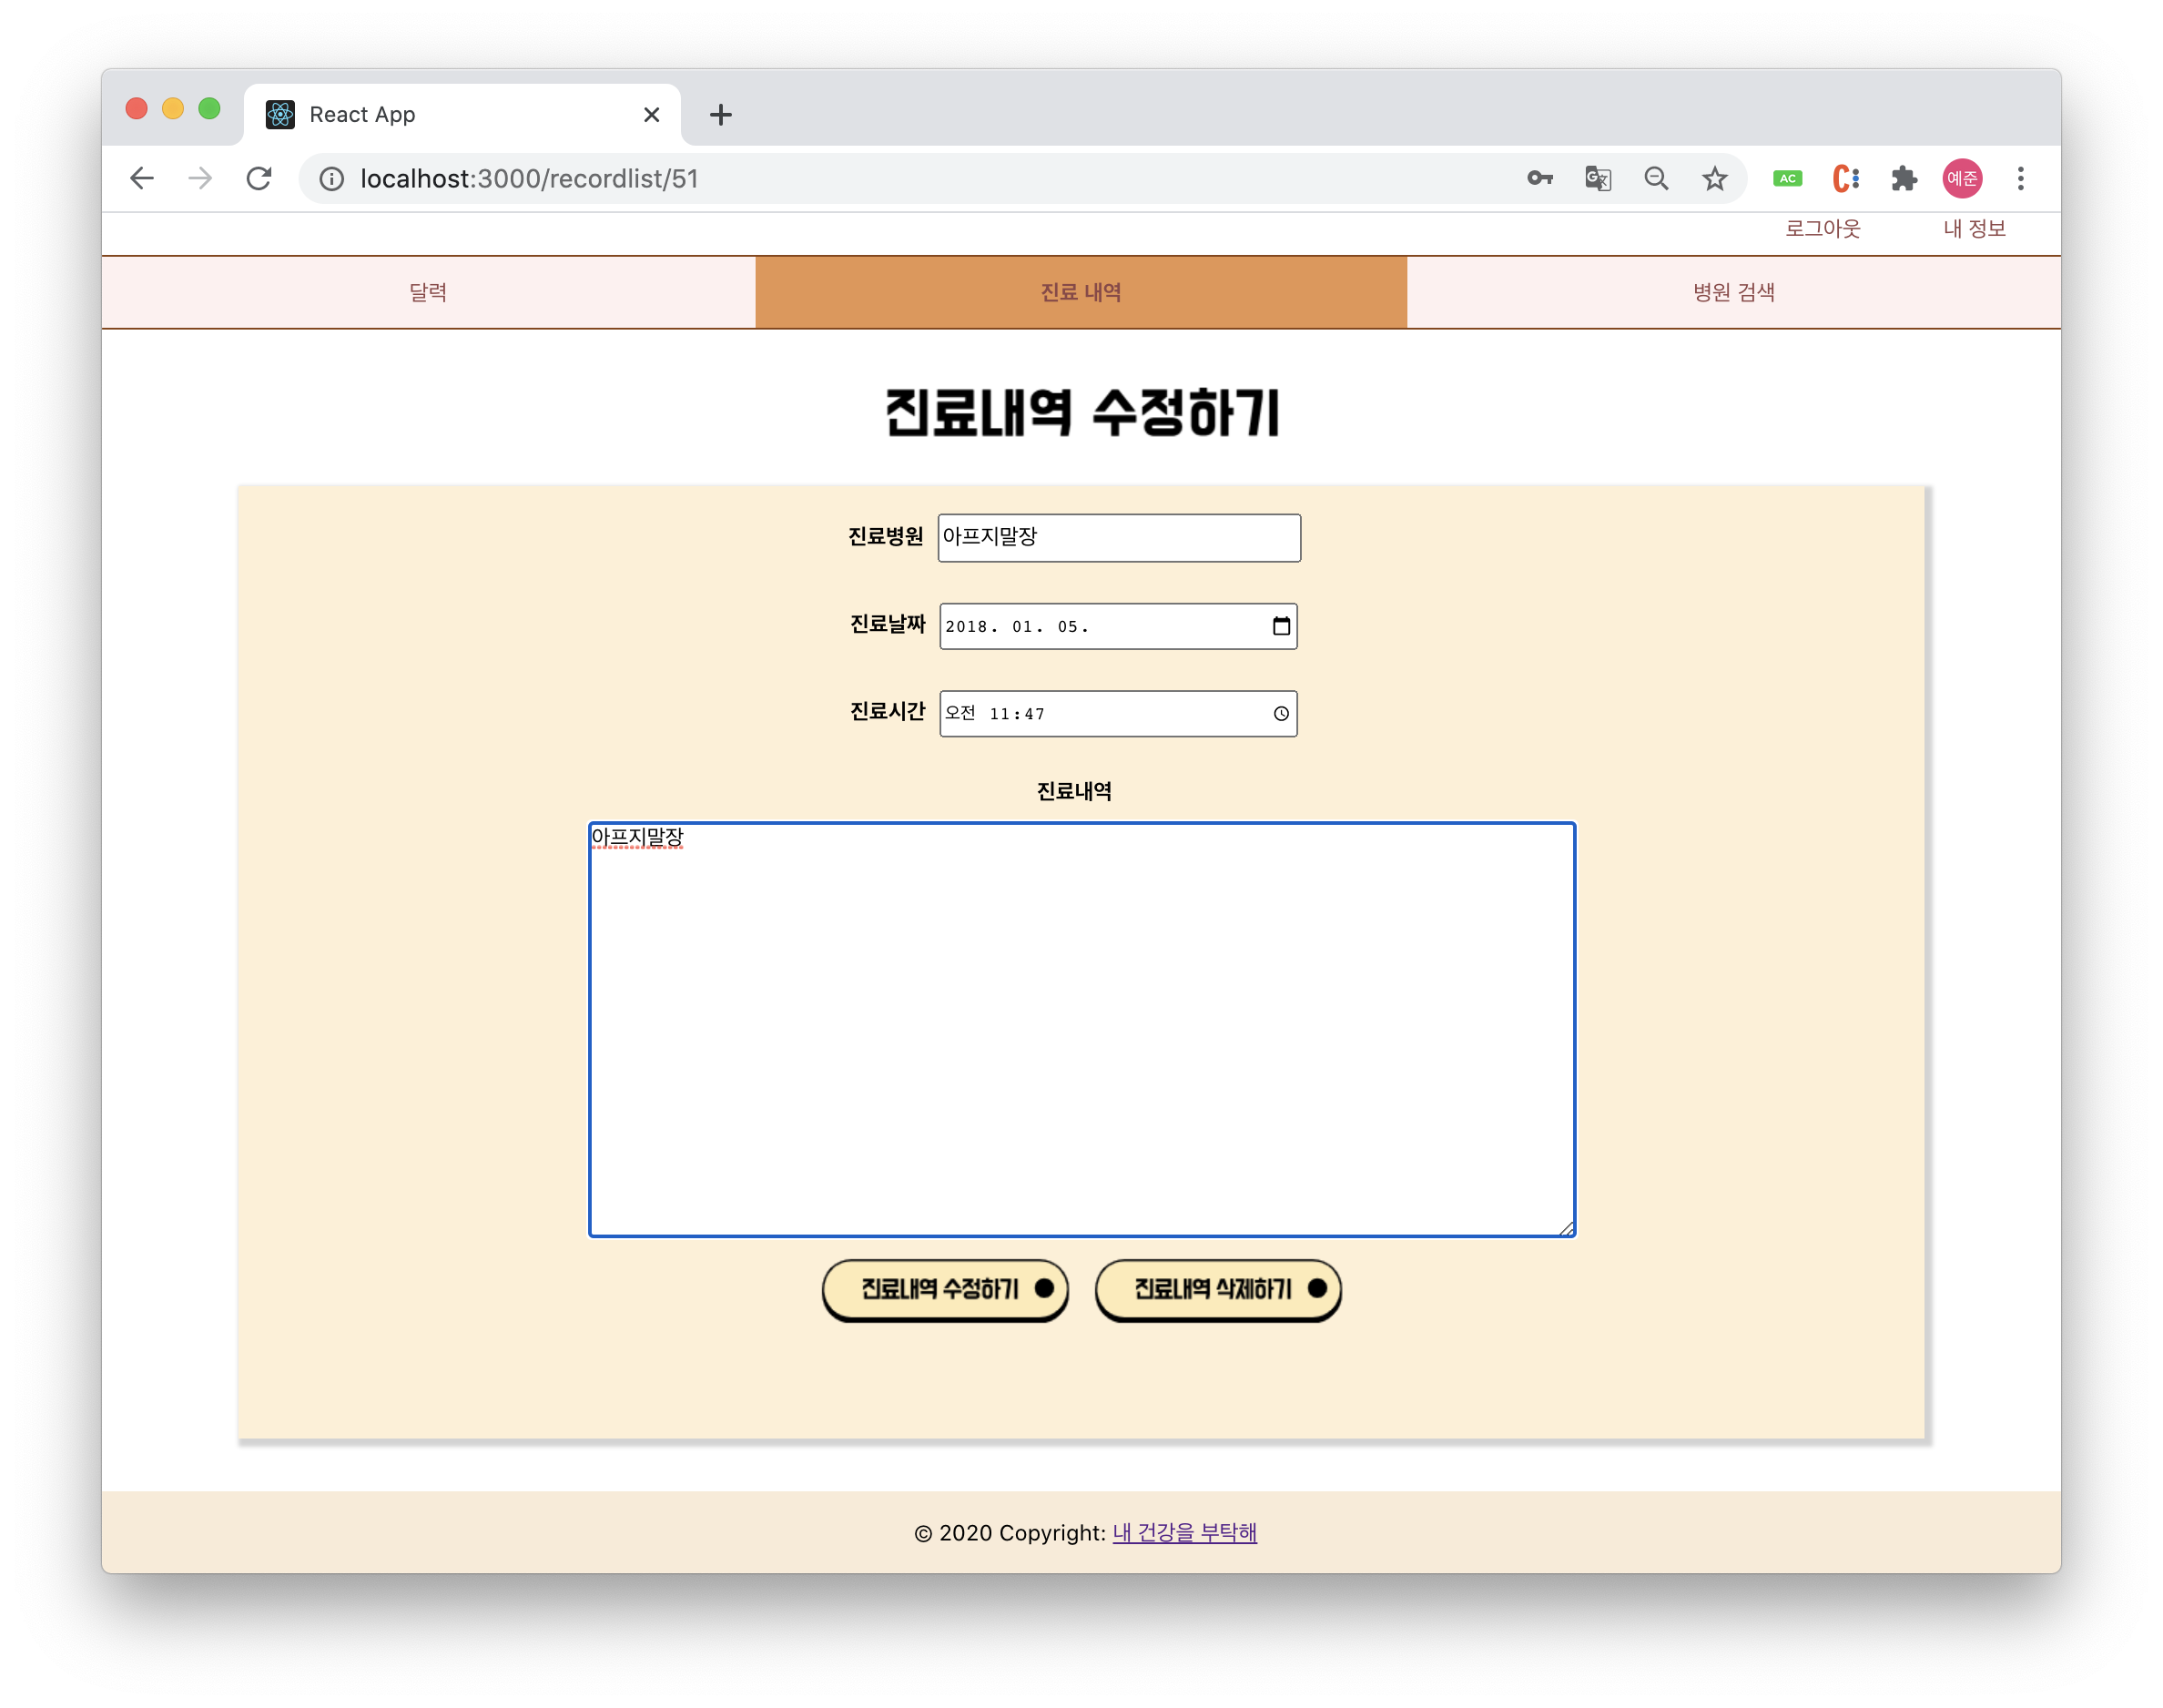 React App
localhost:3000/recordlist/51
AC
예준
로그아웃 내 정보
달력 진료 내역 병원 검색
진료내역 수정하기
진료병원 아프지말장
진료날짜 2018. 01. 05.
진료시간 오전 11:47
진료내역
아프지말장
진료내역 수정하기 진료내역 삭제하기
© 2020 Copyright: 내 건강을 부탁해